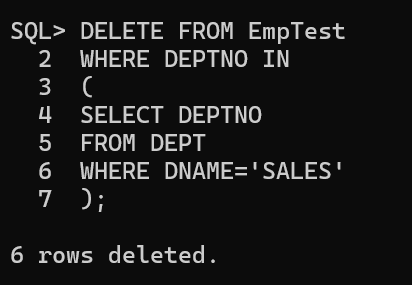 SQL> DELETE FROM EmpTest
  2  WHERE DEPTNO IN
  3  (
  4  SELECT DEPTNO
  5  FROM DEPT
  6  WHERE DNAME='SALES'
  7  );

6 rows deleted.